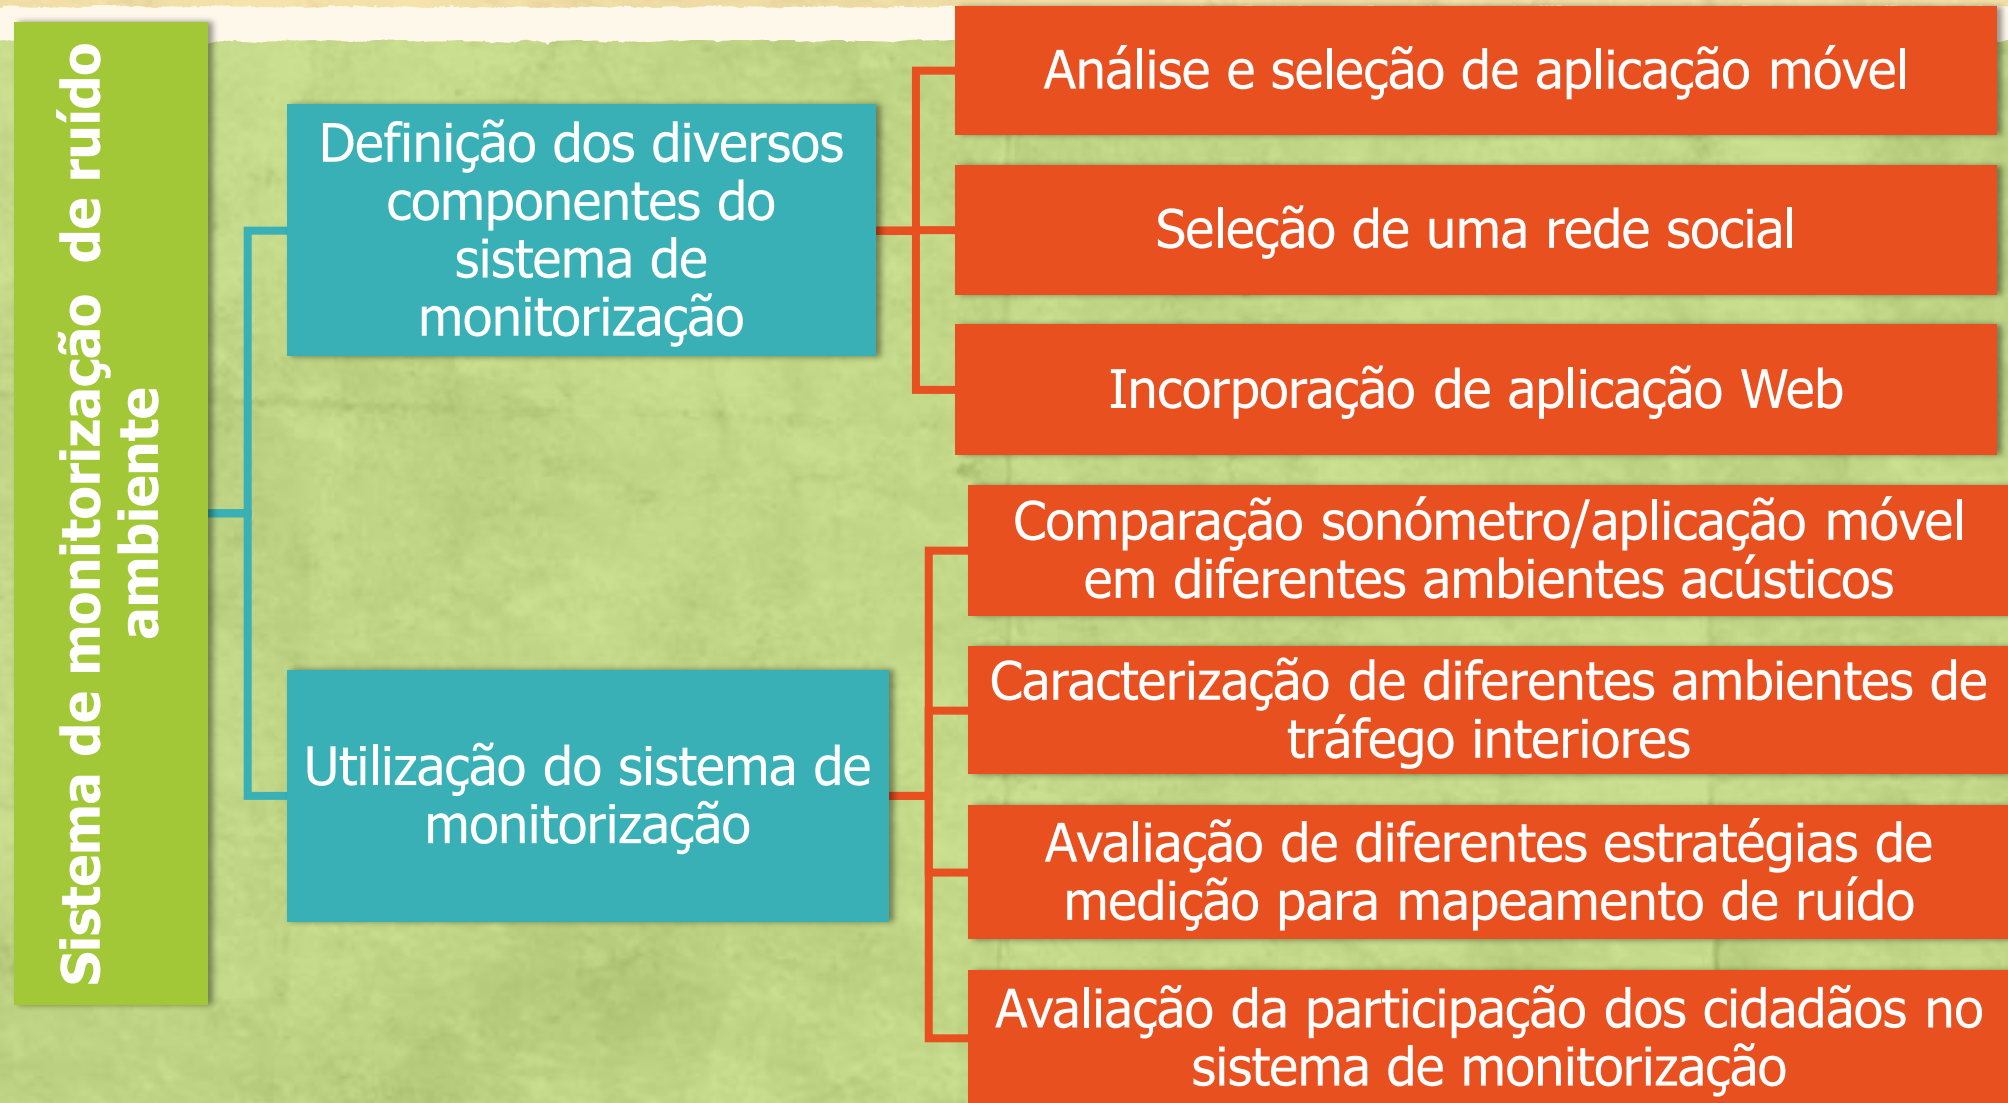 Sistema de monitorização de ruído
ambiente
Definição dos diversos
componentes do
sistema de
monitorização
Análise e seleção de aplicação móvel
Seleção de uma rede social
Incorporação de aplicação Web
Utilização do sistema de
monitorização
Comparação sonómetro/aplicação móvel
em diferentes ambientes acústicos
Caracterização de diferentes ambientes de
tráfego interiores
Avaliação de diferentes estratégias de
medição para mapeamento de ruído
Avaliação da participação dos cidadãos no
sistema de monitorização